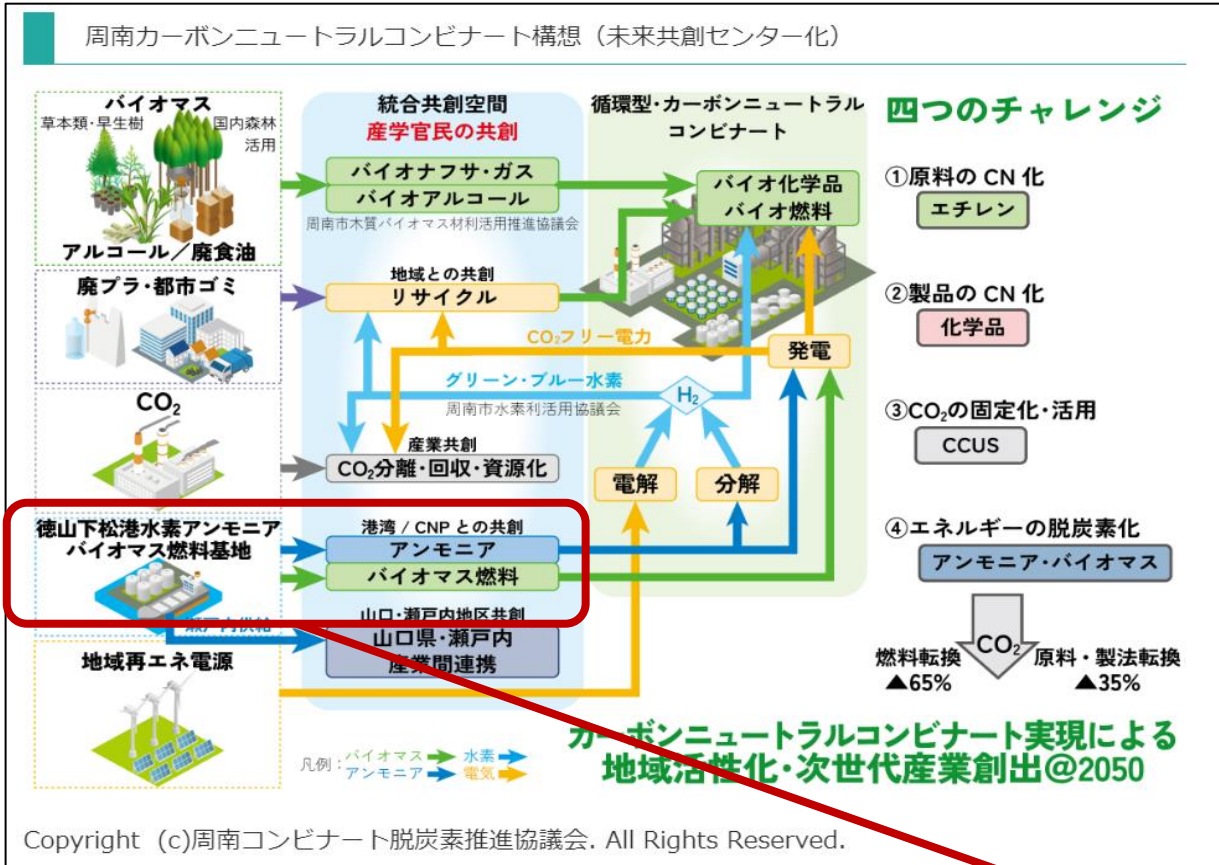 周南カーボンニュートラルコンビナート構想（未来共創センター化）
バイオマス
草本類・早生樹
国内森林
活用
アルコール／廃食油
廃プラ・都市ゴミ
CO₂
徳山下松港水素アンモニア
バイオマス燃料基地
瀬戸内供給
地域再エネ電源
統合共創空間
産学官民の共創
バイオナフサ・ガス
バイオアルコール
周南市木質バイオマス材利活用推進協議会
地域との共創
リサイクル
CO₂フリー電力
グリーン・ブルー水素
周南市水素利活用協議会
産業共創
CO₂分離・回収・資源化
港湾 / CNP との共創
アンモニア
バイオマス燃料
山口・瀬戸内地区共創
山口県・瀬戸内
産業間連携
凡例：バイオマス 水素
アンモニア 電気
循環型・カーボンニュートラル
コンビナート
バイオ化学品
バイオ燃料
発電
H₂
電解
分解
四つのチャレンジ
①原料の CN 化
エチレン
②製品の CN 化
化学品
③CO₂の固定化・活用
CCUS
④エネルギーの脱炭素化
アンモニア・バイオマス
CO₂
燃料転換
▲65%
原料・製法転換
▲35%
カーボンニュートラルコンビナート実現による
地域活性化・次世代産業創出@2050
Copyright (c)周南コンビナート脱炭素推進協議会. All Rights Reserved.